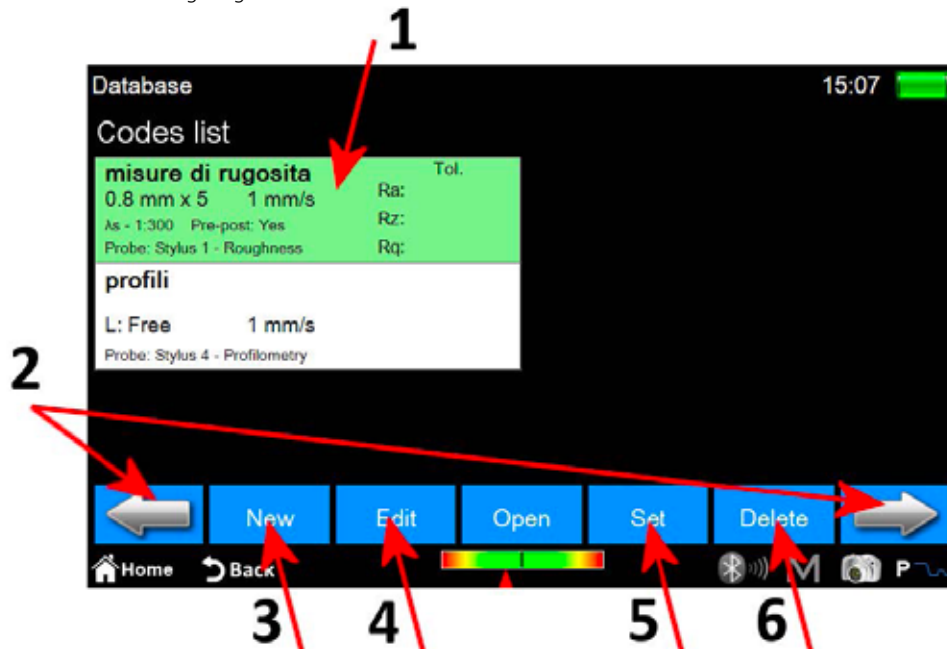 1
Database 15:07
Codes list
misure di rugosita Tol.
0.8 mm x 5 1 mm/s Ra:
λs - 1:300 Pre-post: Yes Rz:
Probe: Stylus 1 - Roughness Rq:
profili
L: Free 1 mm/s
Probe: Stylus 4 - Profilometry
2
New Edit Open Set Delete
Home Back M P
3 4 5 6